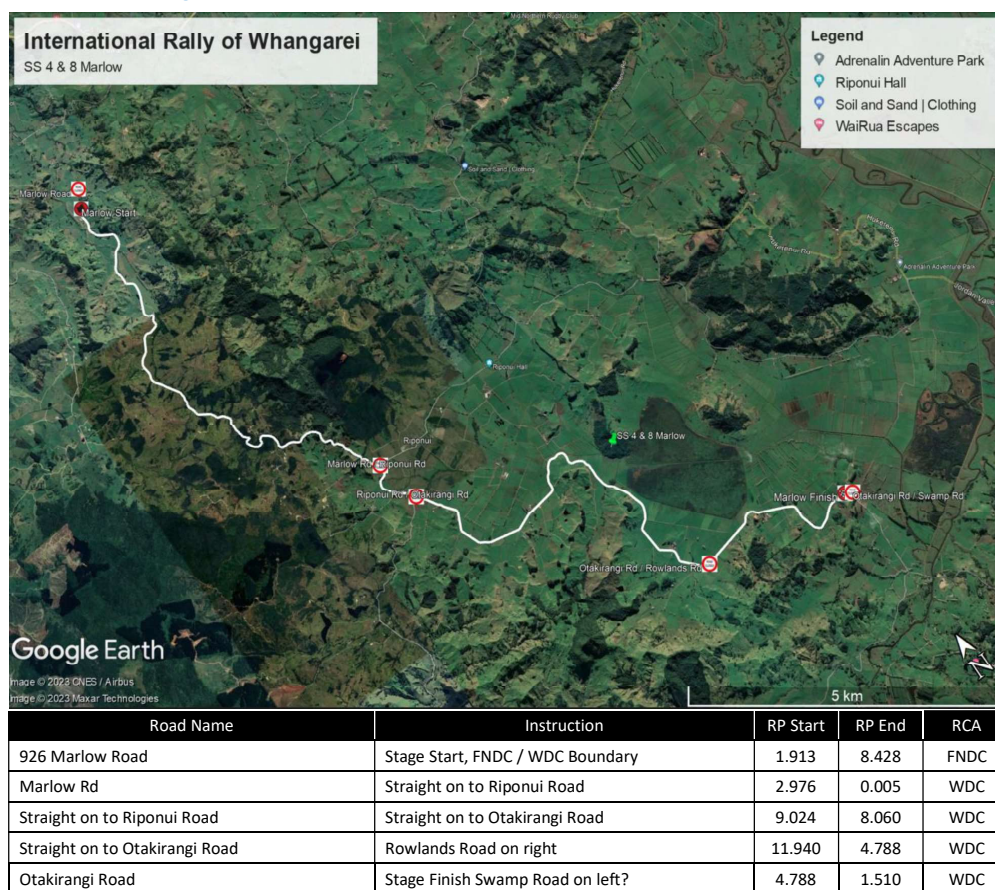 International Rally of Whangarei
SS 4 & 8 Marlow
Legend
Adrenalin Adventure Park
Riponui Hall
Soil and Sand | Clothing
WaiRua Escapes
Mid Northern Rugby Club
Soil and Sand | Clothing
Marlow Road
Marlow Start
Adrenalin Adventure Park
Riponui Hall
Riponui
SS 4 & 8 Marlow
Marlow Rd
Riponui Rd
Riponui Rd
Otakirangi Rd
Marlow Finish
Otakirangi Rd / Swamp Rd
Otakirangi Rd / Rowlands Rd
Google Earth
Image © 2023 CNES / Airbus
Image © 2023 Maxar Technologies
N
5 km
Road Name Instruction RP Start RP End RCA
926 Marlow Road Stage Start, FNDC / WDC Boundary 1.913 8.428 FNDC
Marlow Rd Straight on to Riponui Road 2.976 0.005 WDC
Straight on to Riponui Road Straight on to Otakirangi Road 9.024 8.060 WDC
Straight on to Otakirangi Road Rowlands Road on right 11.940 4.788 WDC
Otakirangi Road Stage Finish Swamp Road on left? 4.788 1.510 WDC